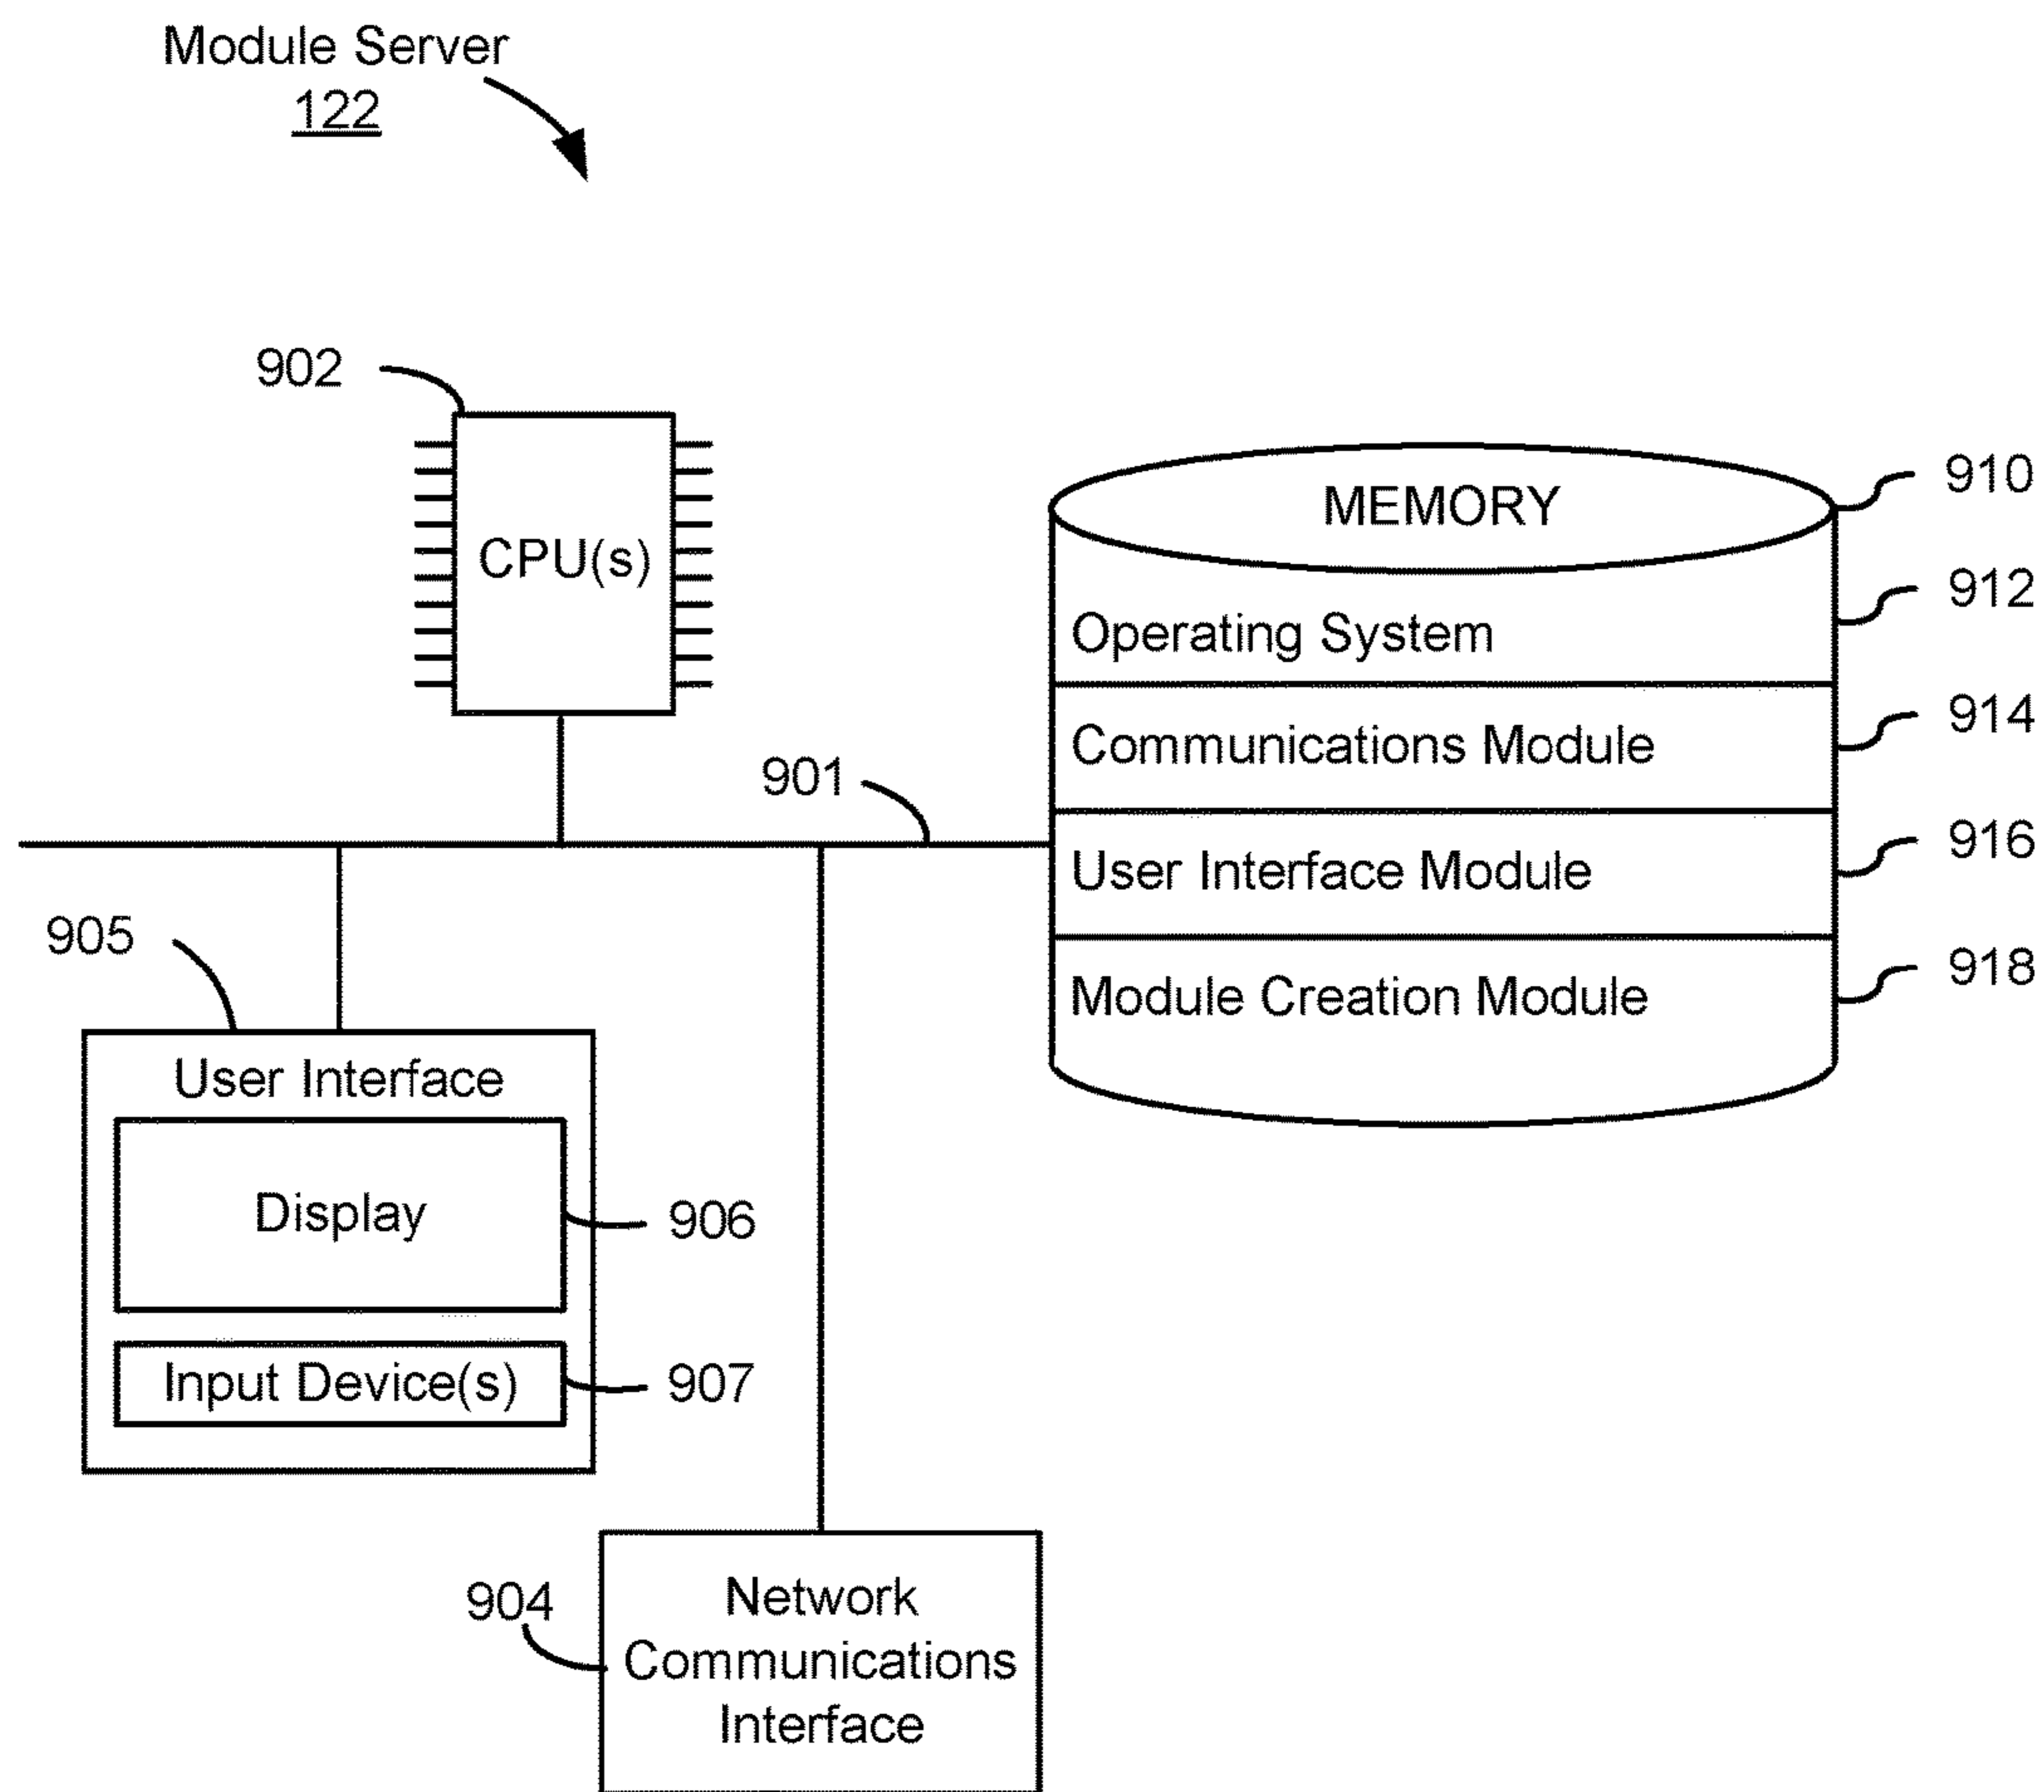 Module Server
122
902
CPU(s)
MEMORY
910
Operating System
912
Communications Module
914
User Interface Module
916
Module Creation Module
918
901
905
User Interface
Display
906
Input Device(s)
907
904
Network
Communications
Interface